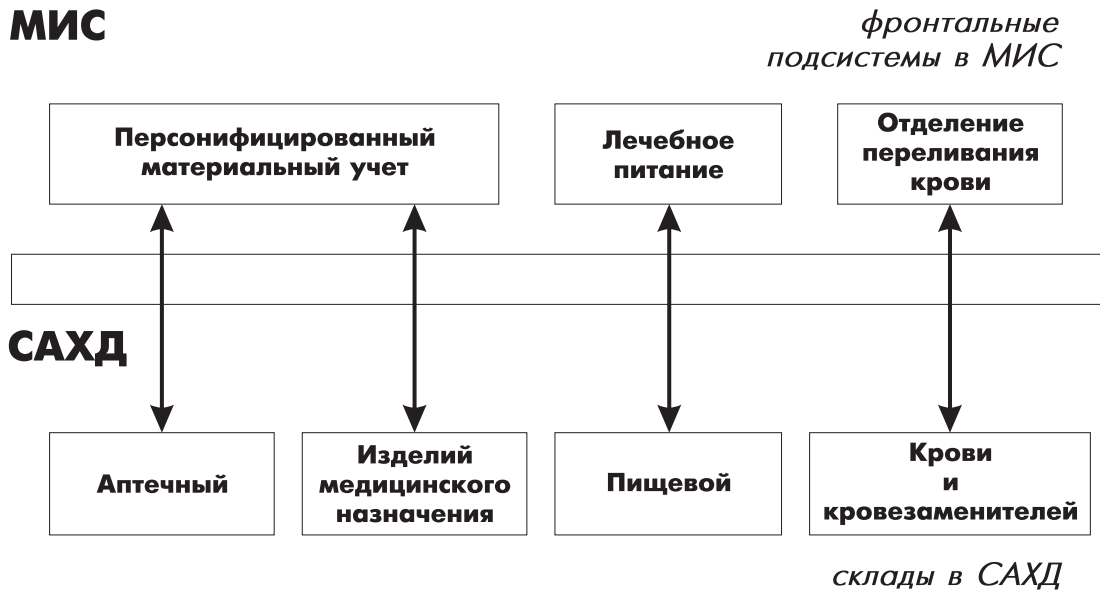 МИС
фронтальные
подсистемы в МИС
Персонифицированный
материальный учет
Лечебное
питание
Отделение
переливания
крови
САХД
Аптечный
Изделий
медицинского
назначения
Пищевой
Крови
и
кровезаменителей
склады в САХД